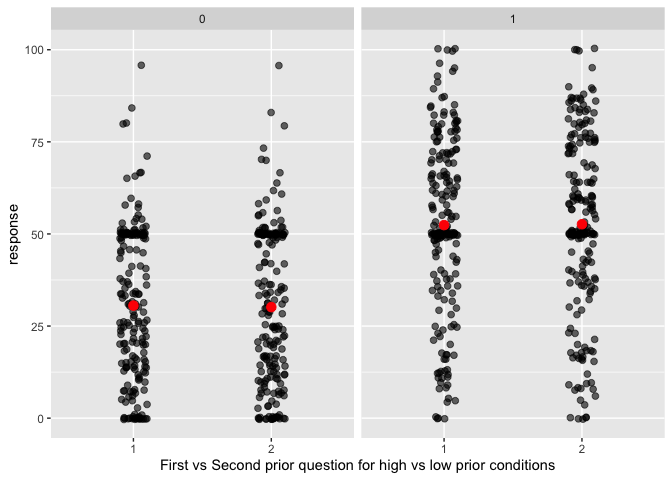 0 1
100
75
50
25
0
response
1 2 1 2
First vs Second prior question for high vs low prior conditions